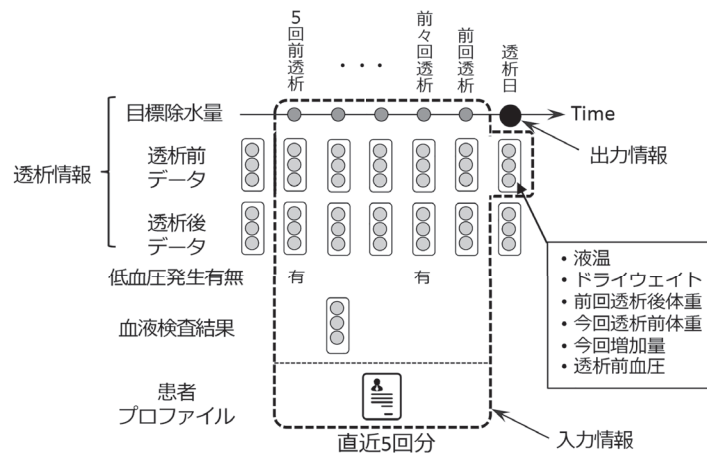 5回前透析
・・・
前々回透析
前回透析
透析日
目標除水量
Time
出力情報
透析情報
透析前
データ
透析後
データ
低血圧発生有無
有
有
血液検査結果
・液温
・ドライウェイト
・前回透析後体重
・今回透析前体重
・今回増加量
・透析前血圧
患者
プロファイル
直近5回分
入力情報